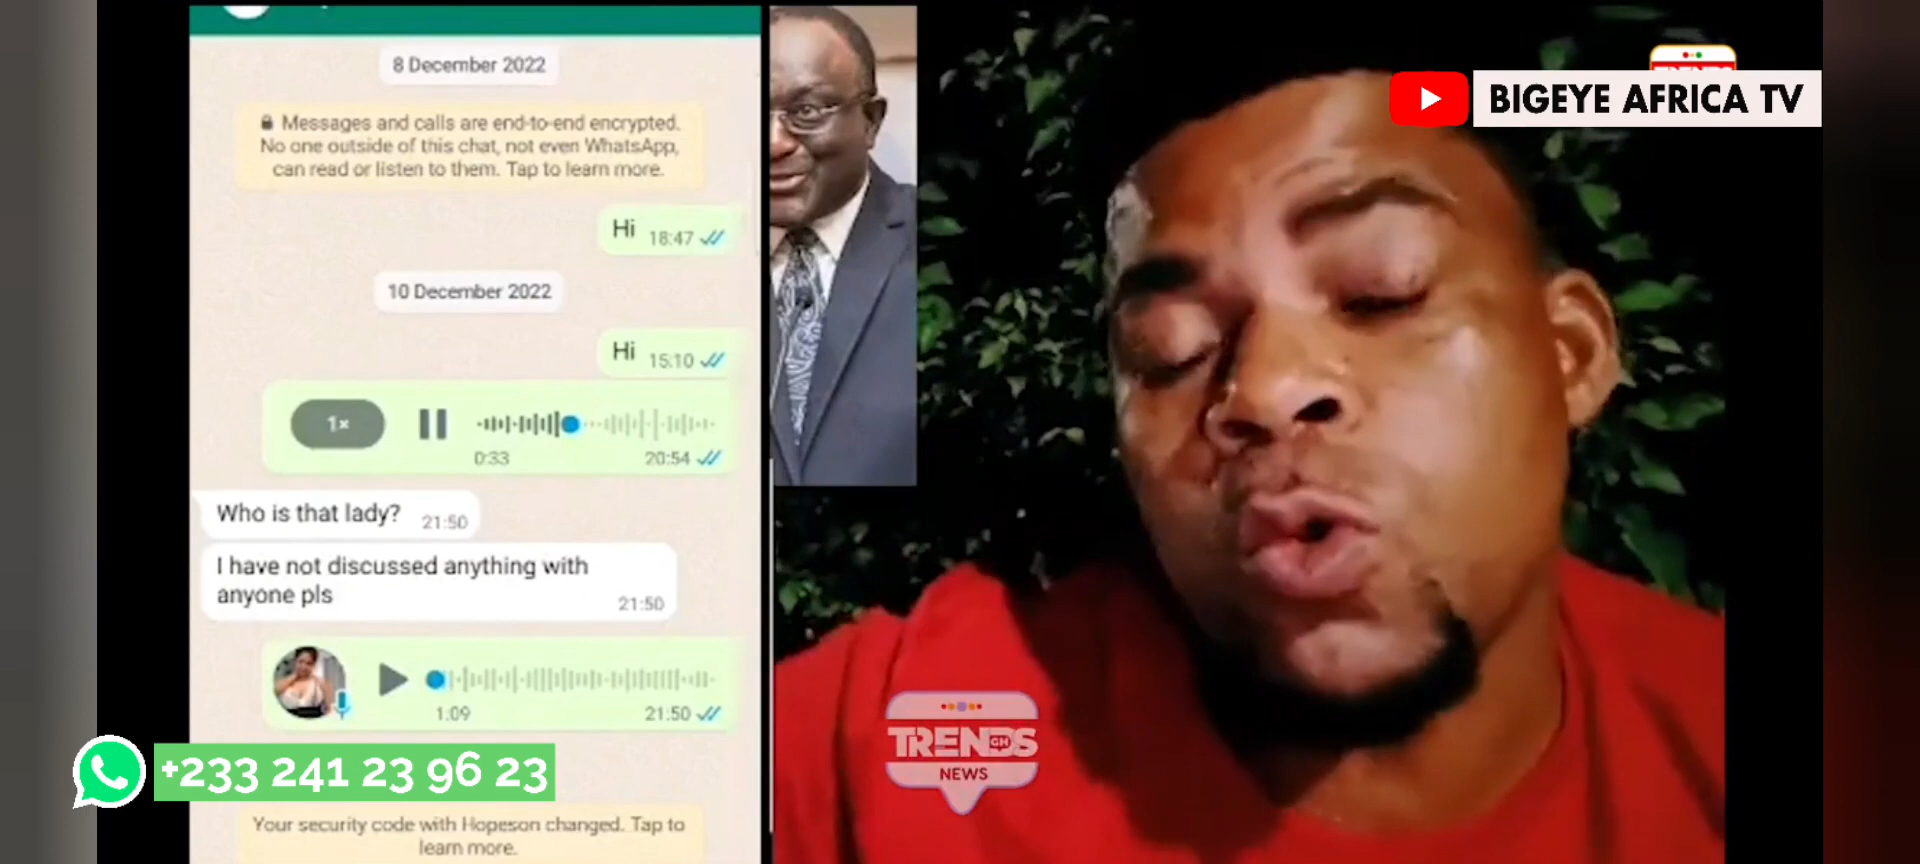 8 December 2022
Messages and calls are end-to-end encrypted.
No one outside of this chat, not even WhatsApp,
can read or listen to them. Tap to learn more.
Hi 18:47
10 December 2022
Hi 15:10
1×
0:33 20:54
Who is that lady? 21:50
I have not discussed anything with
anyone pls 21:50
1:09 21:50
+233 241 23 96 23
Your security code with Hopeson changed. Tap to
learn more.
BIGEYE AFRICA TV
TRENDS
GH
NEWS